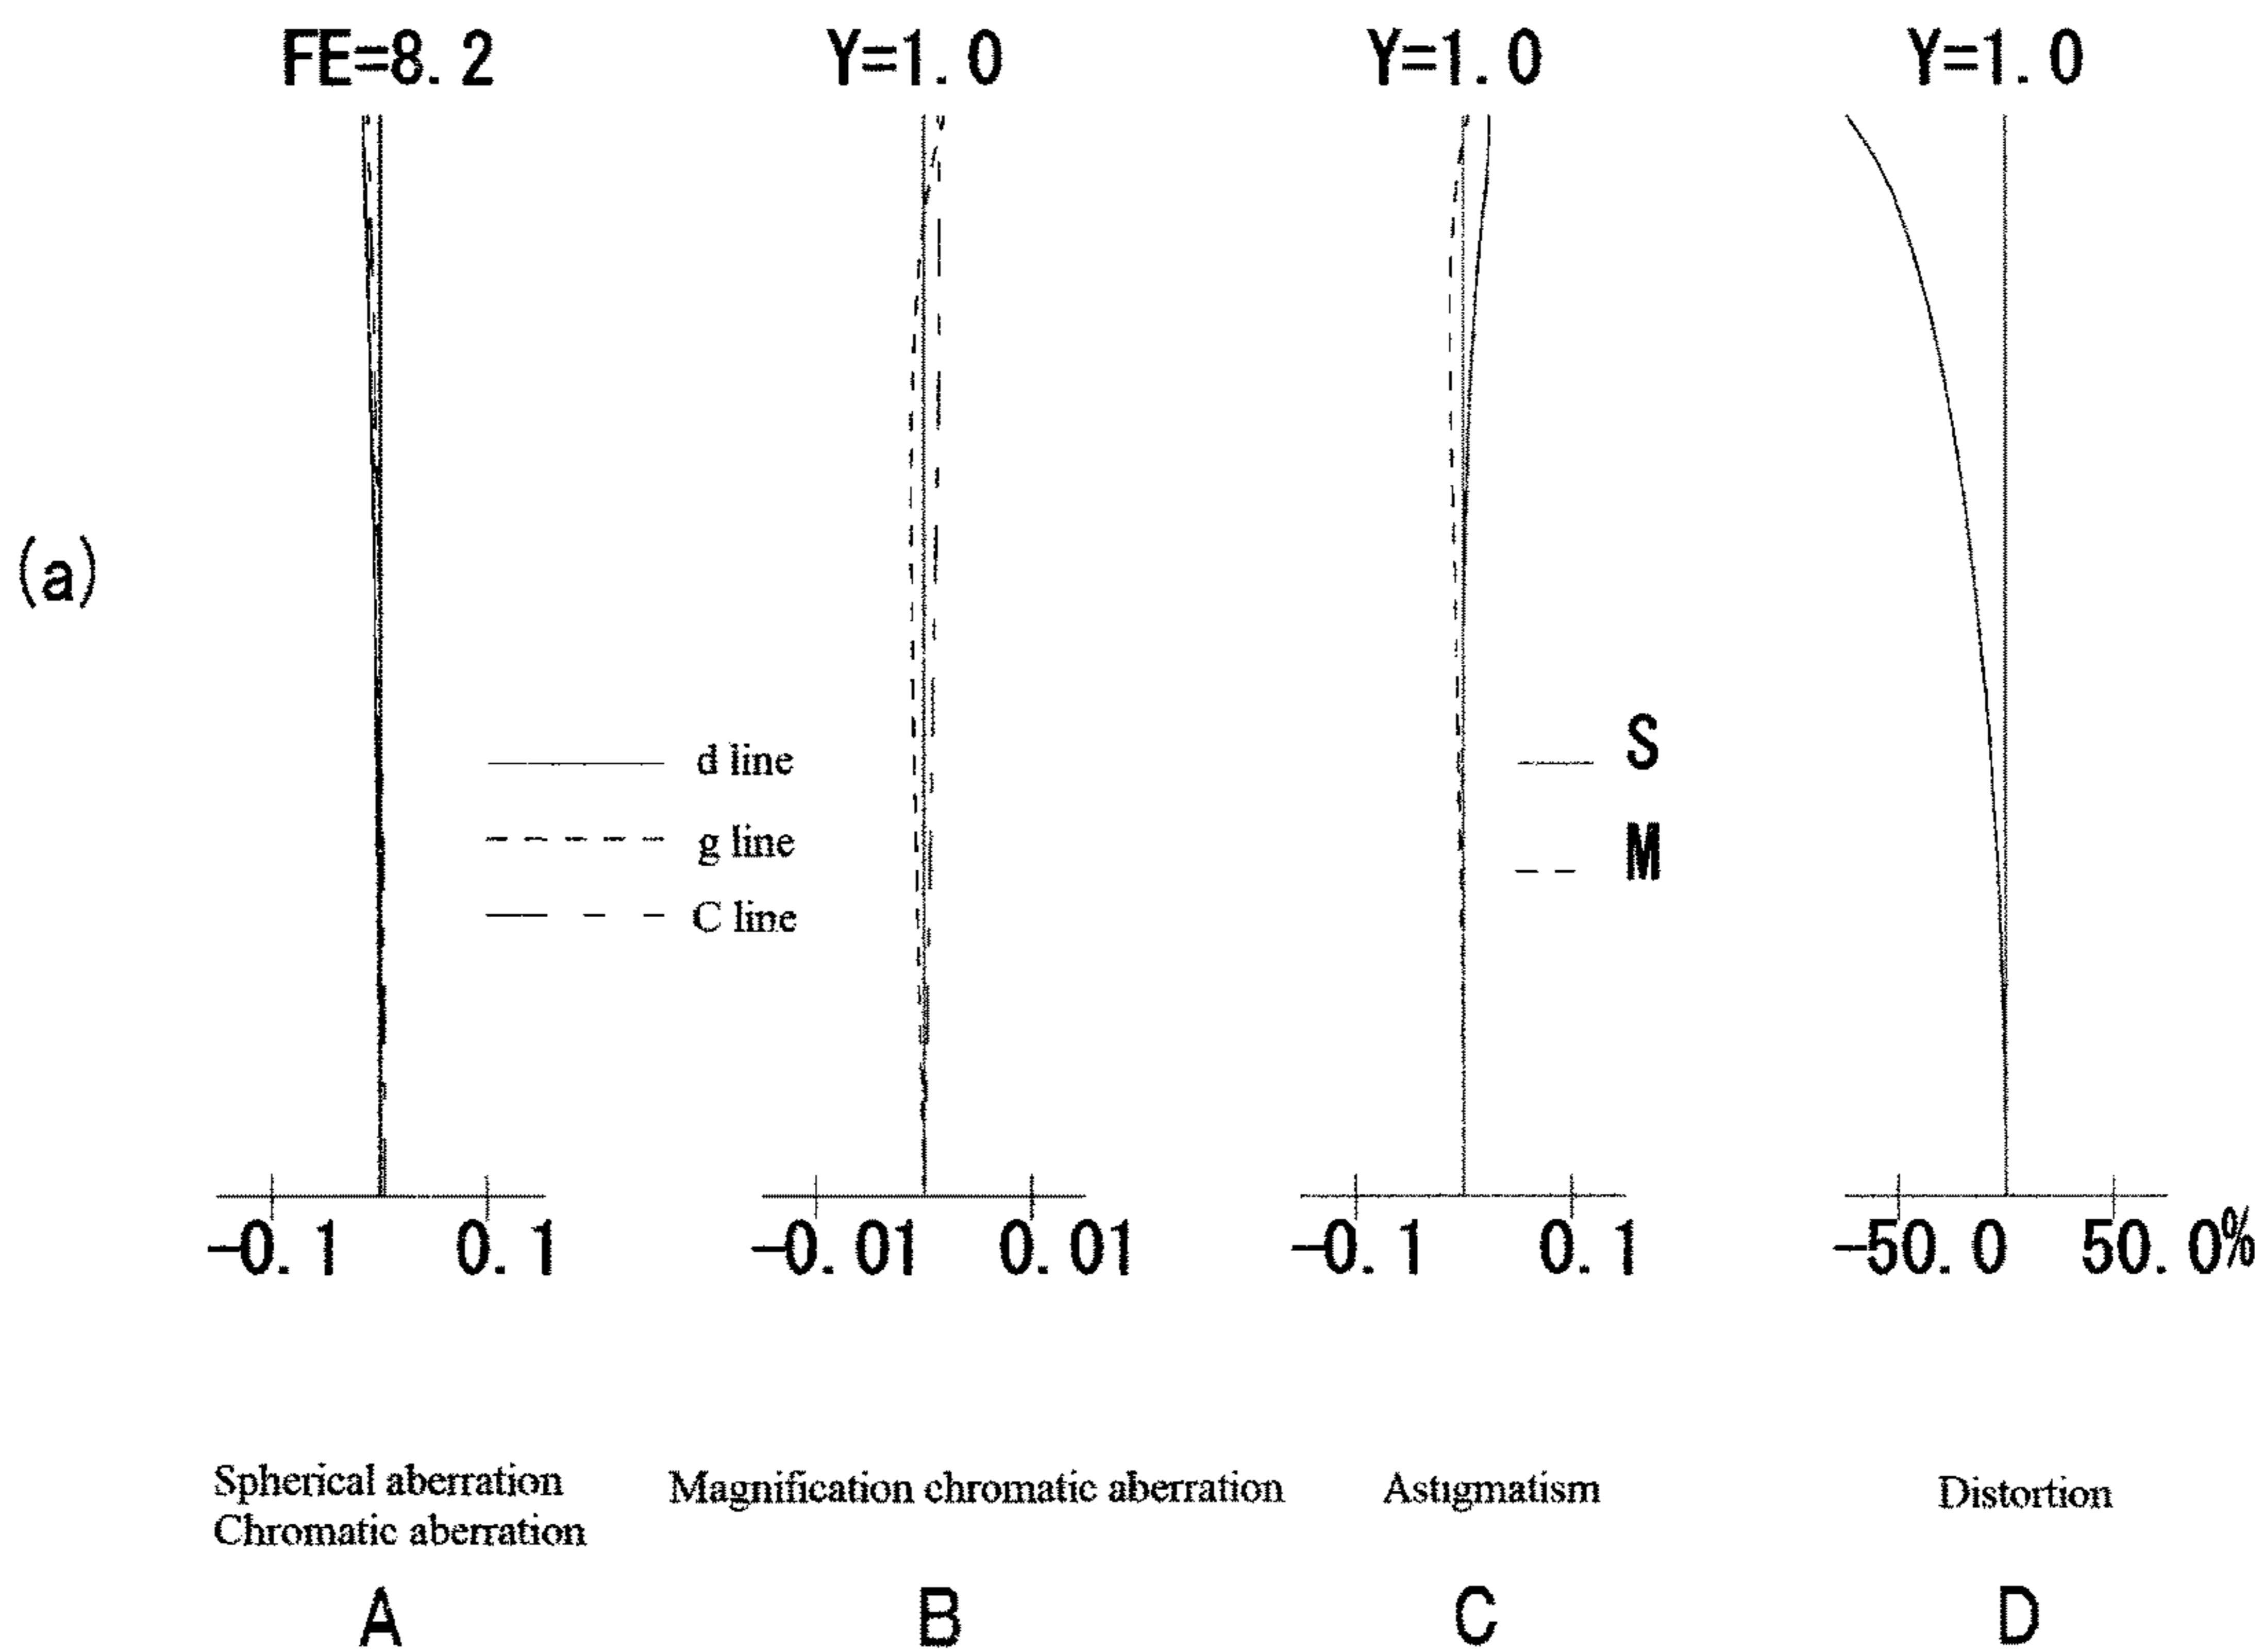 FE=8.2 Y=1.0 Y=1.0 Y=1.0
(a)
d line
g line
C line
S
M
-0.1 0.1 -0.01 0.01 -0.1 0.1 -50.0 50.0%
Spherical aberration
Chromatic aberration
Magnification chromatic aberration
Astigmatism
Distortion
A B C D